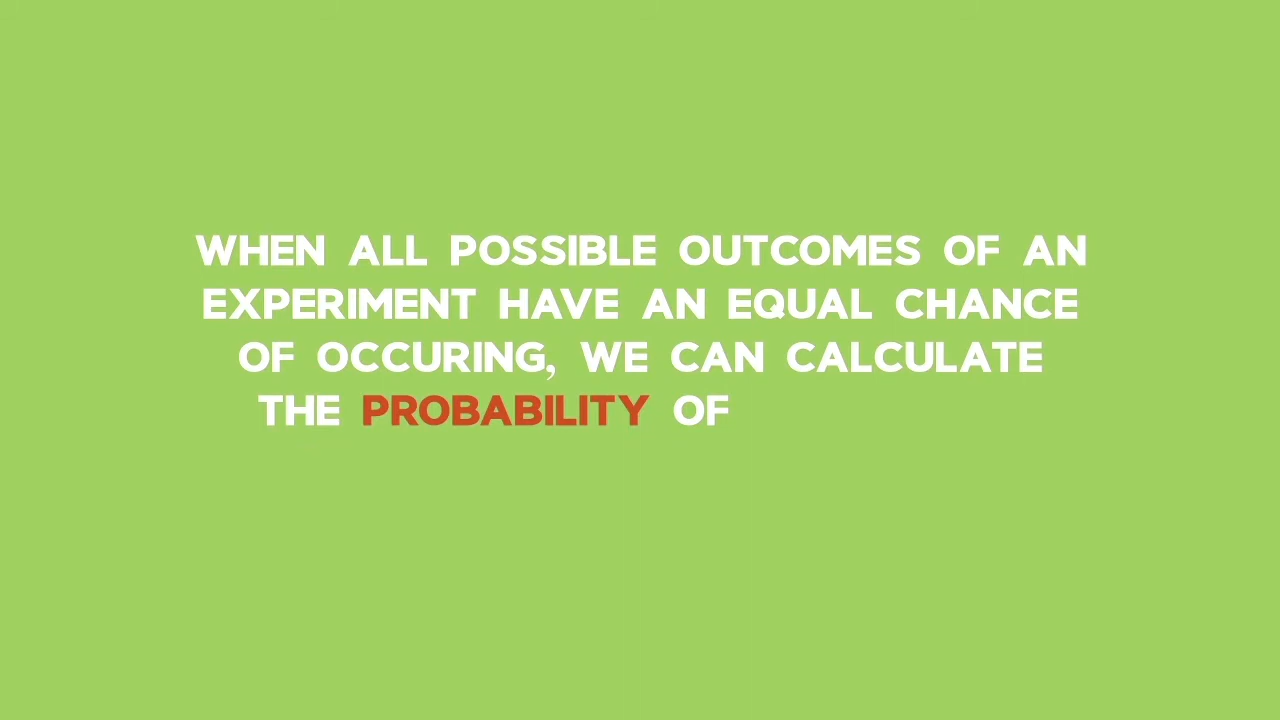 WHEN ALL POSSIBLE OUTCOMES OF AN
EXPERIMENT HAVE AN EQUAL CHANCE
OF OCCURING, WE CAN CALCULATE
THE PROBABILITY OF